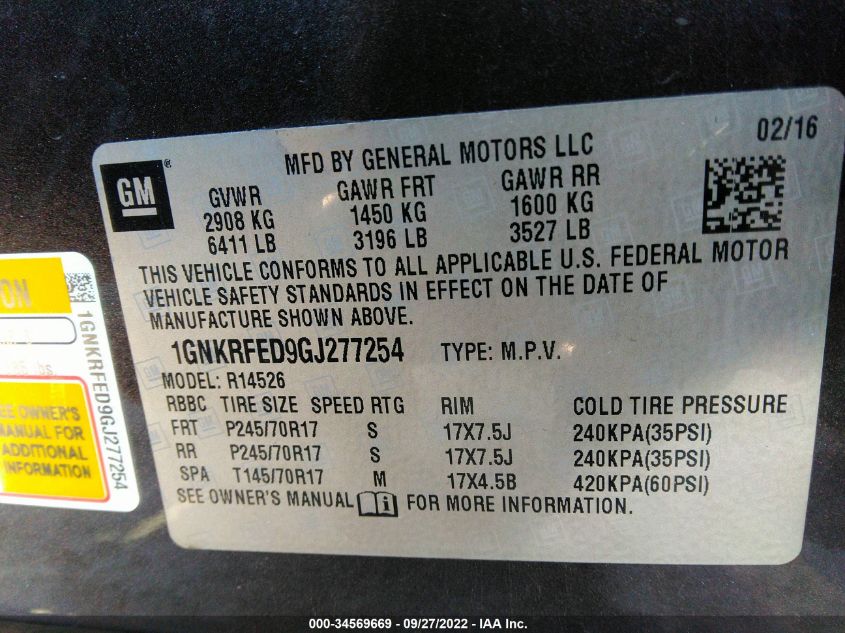 02/16
MFD BY GENERAL MOTORS LLC
GM
GVWR GAWR FRT GAWR RR
2908 KG 1450 KG 1600 KG
6411 LB 3196 LB 3527 LB
THIS VEHICLE CONFORMS TO ALL APPLICABLE U.S. FEDERAL MOTOR
VEHICLE SAFETY STANDARDS IN EFFECT ON THE DATE OF
MANUFACTURE SHOWN ABOVE.
1GNKRFED9GJ277254 TYPE: M.P.V.
MODEL: R14526
RBBC TIRE SIZE SPEED RTG RIM COLD TIRE PRESSURE
FRT P245/70R17 S 17X7.5J 240KPA(35PSI)
RR P245/70R17 S 17X7.5J 240KPA(35PSI)
SPA T145/70R17 M 17X4.5B 420KPA(60PSI)
SEE OWNER'S MANUAL FOR MORE INFORMATION.
1GNKRFED9GJ277254
OWNER'S
MANUAL FOR
ADDITIONAL
INFORMATION
000-34569669 - 09/27/2022 - IAA Inc.